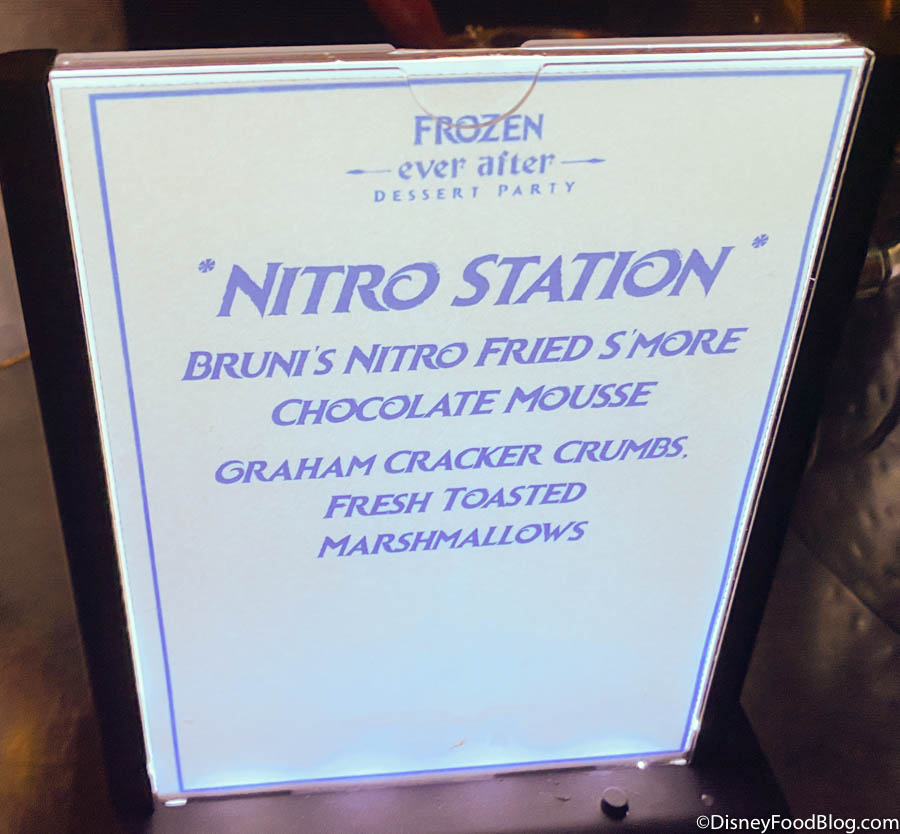 FROZEN
ever after
DESSERT PARTY
* NITRO STATION *
BRUNI'S NITRO FRIED S'MORE
CHOCOLATE MOUSSE
GRAHAM CRACKER CRUMBS,
FRESH TOASTED
MARSHMALLOWS
©DisneyFoodBlog.com